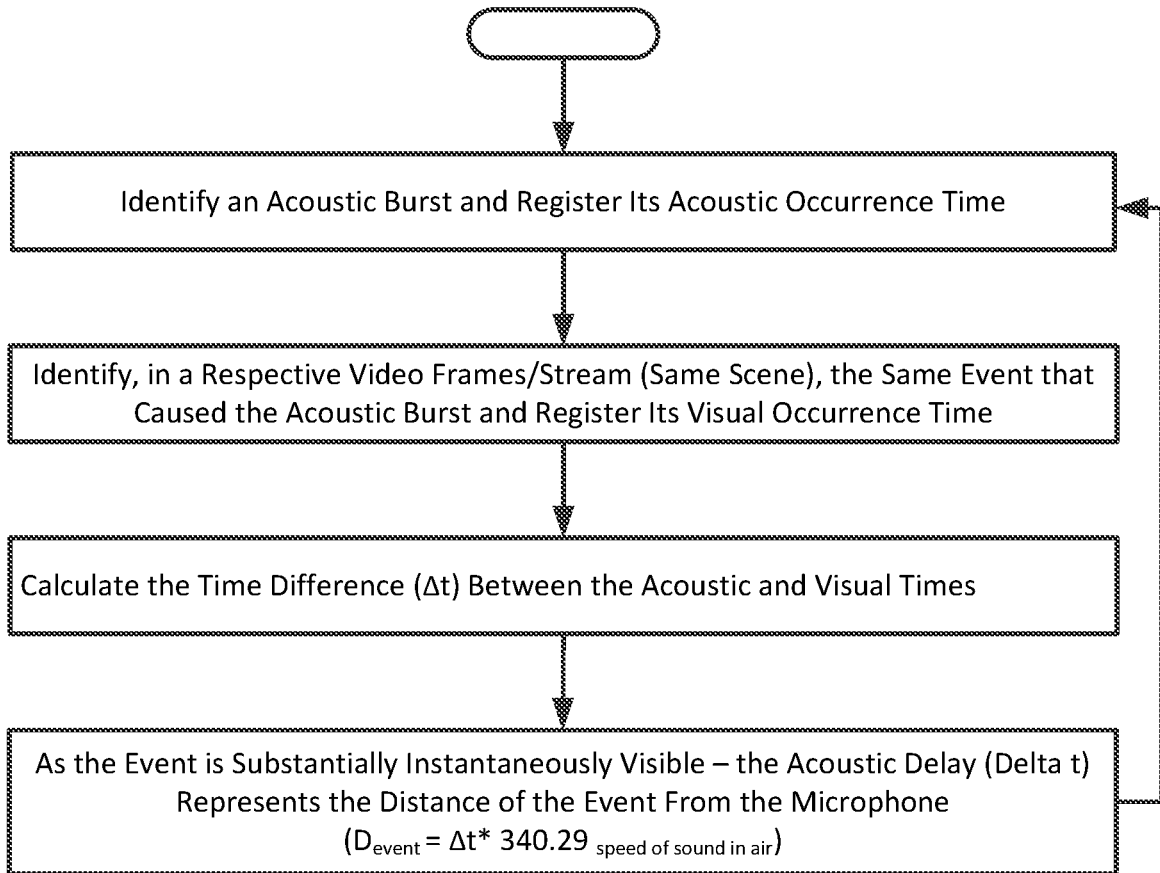 Identify an Acoustic Burst and Register Its Acoustic Occurrence Time
Identify, in a Respective Video Frames/Stream (Same Scene), the Same Event that
Caused the Acoustic Burst and Register Its Visual Occurrence Time
Calculate the Time Difference (Δt) Between the Acoustic and Visual Times
As the Event is Substantially Instantaneously Visible – the Acoustic Delay (Delta t)
Represents the Distance of the Event From the Microphone
(D event = Δt* 340.29 speed of sound in air)